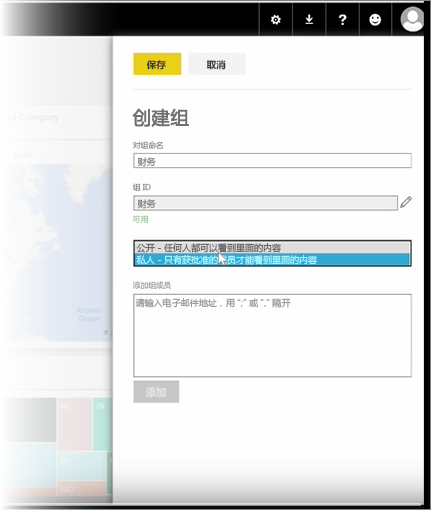 ?
保存 取消
d Category
创建组
对组命名
财务
组 ID
财务
可用
公开 - 任何人都可以看到里面的内容
私人 - 只有获批准的成员才能看到里面的内容
Atlantic
Ocean
添加组成员
请输入电子邮件地址，用 ";" 或 "," 隔开
添加
NC IN